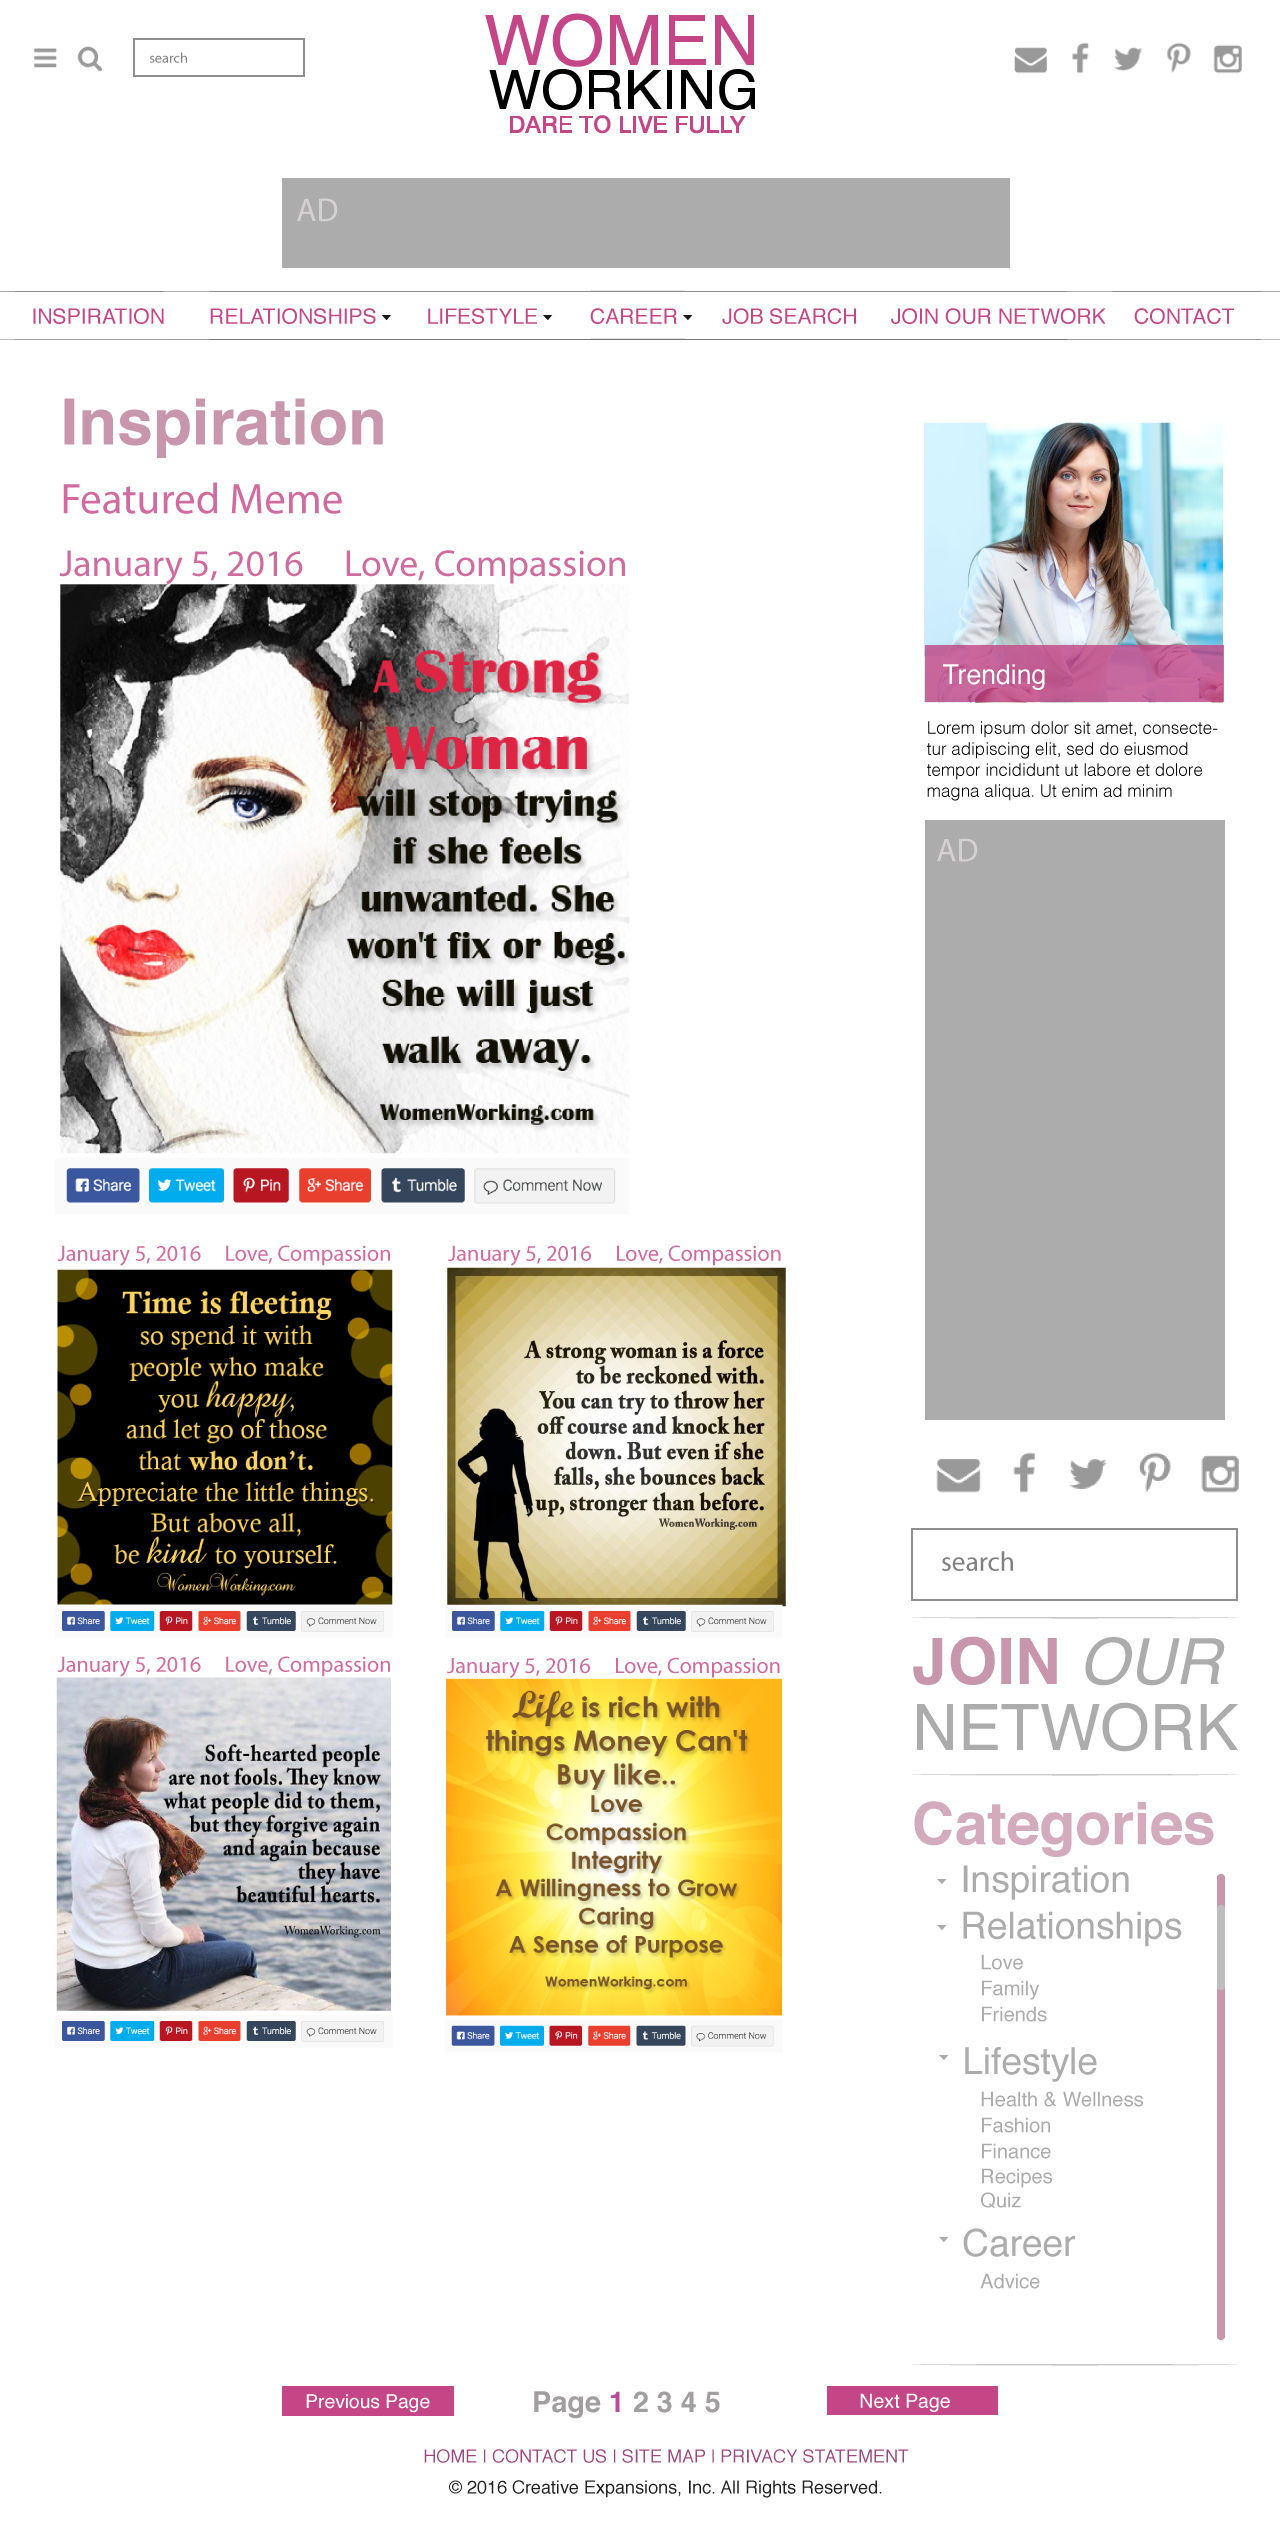 search
WOMEN
WORKING
DARE TO LIVE FULLY
AD
INSPIRATION RELATIONSHIPS LIFESTYLE CAREER JOB SEARCH JOIN OUR NETWORK CONTACT
Inspiration
Featured Meme
January 5, 2016 Love, Compassion
A Strong
Woman
will stop trying
if she feels
unwanted. She
won't fix or beg.
She will just
walk away.
WomenWorking.com
Share Tweet Pin Share Tumble Comment Now
January 5, 2016 Love, Compassion
Time is fleeting
so spend it with
people who make
you happy,
and let go of those
that who don't.
Appreciate the little things.
But above all,
be kind to yourself.
WomenWorking.com
Share Tweet Pin Share Tumble Comment Now
January 5, 2016 Love, Compassion
A strong woman is a force
to be reckoned with.
You can try to throw her
off course and knock her
down. But even if she
falls, she bounces back
up, stronger than before.
WomenWorking.com
Share Tweet Pin Share Tumble Comment Now
January 5, 2016 Love, Compassion
Soft-hearted people
are not fools. They know
what people did to them,
but they forgive again
and again because
they have
beautiful hearts.
WomenWorking.com
Share Tweet Pin Share Tumble Comment Now
January 5, 2016 Love, Compassion
Life is rich with
things Money Can't
Buy like..
Love
Compassion
Integrity
A Willingness to Grow
Caring
A Sense of Purpose
WomenWorking.com
Share Tweet Pin Share Tumble Comment Now
Trending
Lorem ipsum dolor sit amet, consecte-
tur adipiscing elit, sed do eiusmod
tempor incididunt ut labore et dolore
magna aliqua. Ut enim ad minim
AD
search
JOIN OUR
NETWORK
Categories
Inspiration
Relationships
Love
Family
Friends
Lifestyle
Health & Wellness
Fashion
Finance
Recipes
Quiz
Career
Advice
Previous Page Page 1 2 3 4 5 Next Page
HOME | CONTACT US | SITE MAP | PRIVACY STATEMENT
© 2016 Creative Expansions, Inc. All Rights Reserved.